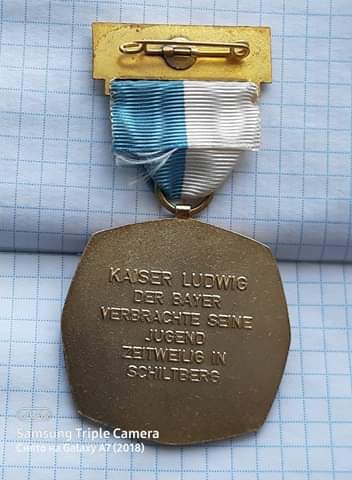 KAISER LUDWIG
DER BAYER
VERBRACHTE SEINE
JUGEND
ZEITWEILIG IN
SCHILTBERG
Samsung Triple Camera
Снято на Galaxy A7 (2018)